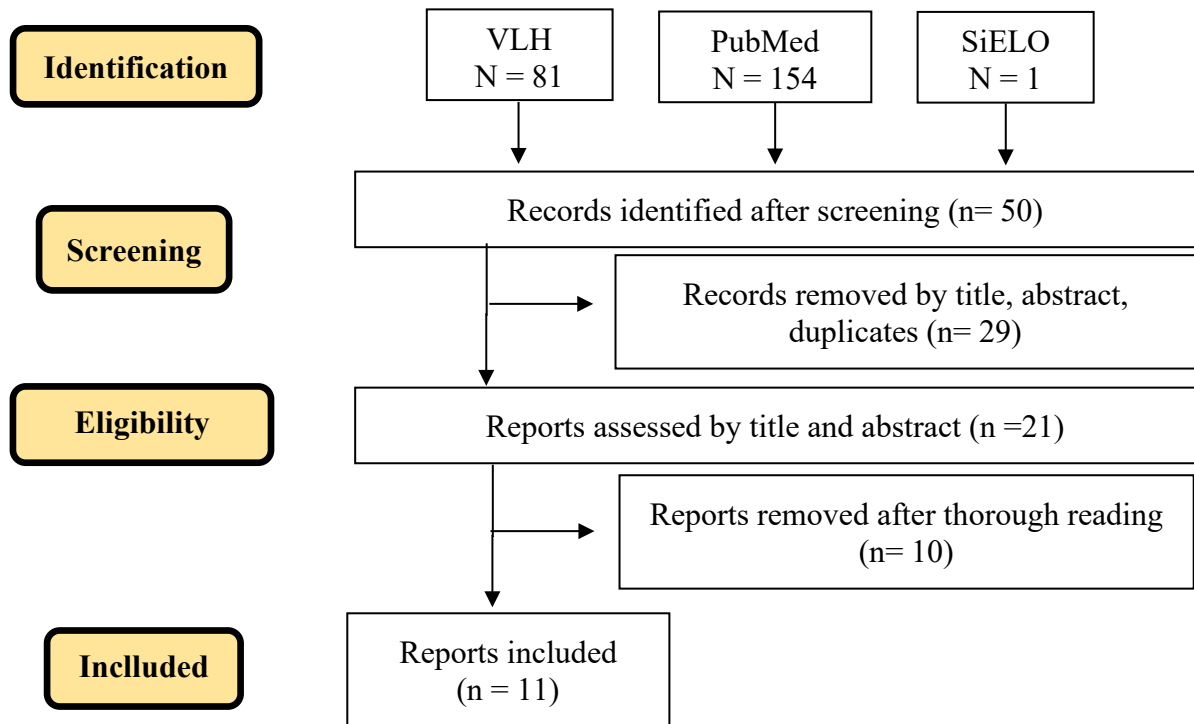 Identification
VLH
N = 81
PubMed
N = 154
SiELO
N = 1
Screening
Records identified after screening (n= 50)
Records removed by title, abstract,
duplicates (n= 29)
Eligibility
Reports assessed by title and abstract (n =21)
Reports removed after thorough reading
(n= 10)
Inclluded
Reports included
(n = 11)